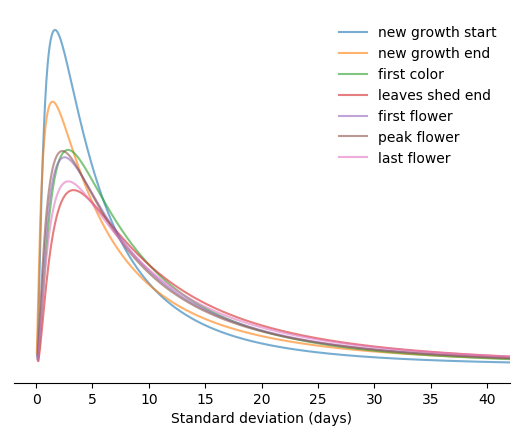 new growth start
new growth end
first color
leaves shed end
first flower
peak flower
last flower
0 5 10 15 20 25 30 35 40
Standard deviation (days)